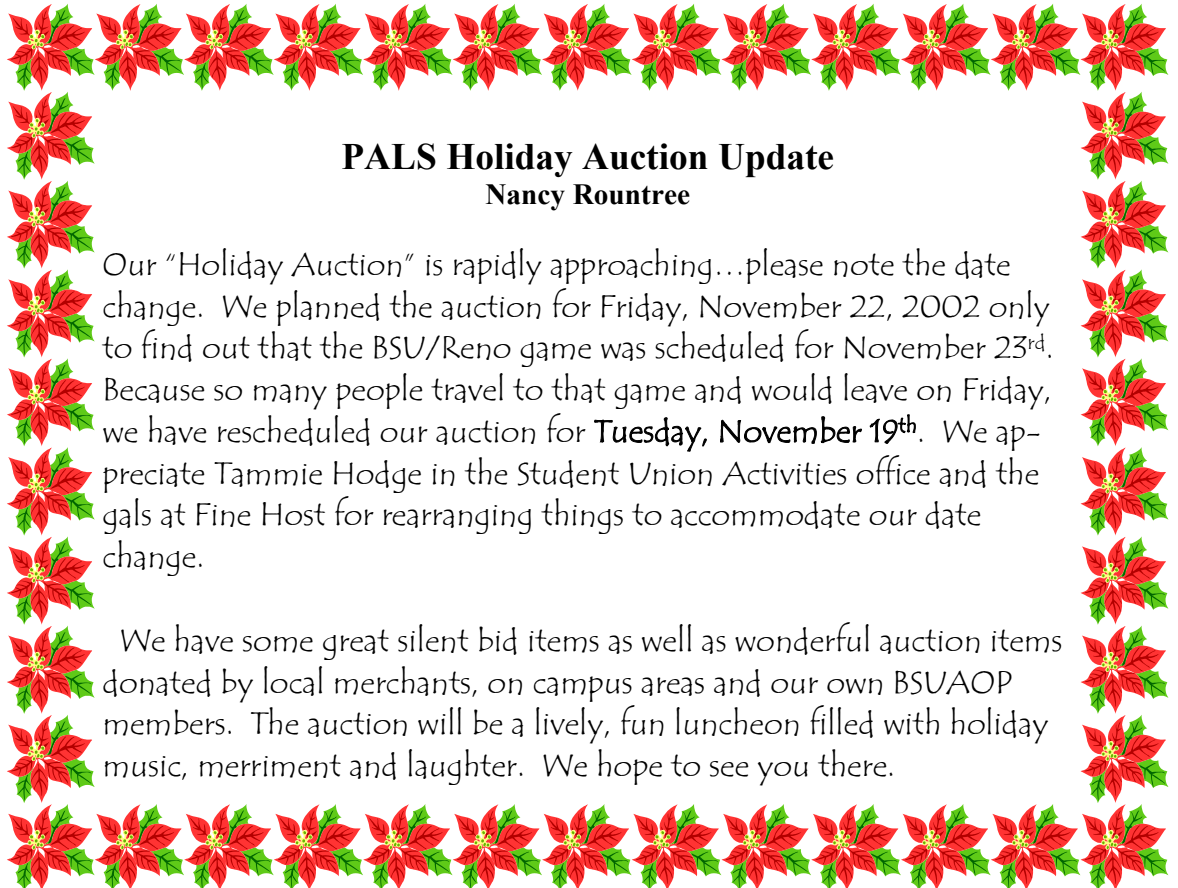 PALS Holiday Auction Update
Nancy Rountree
Our “Holiday Auction” is rapidly approaching…please note the date
change.  We planned the auction for Friday, November 22, 2002 only
to find out that the BSU/Reno game was scheduled for November 23rd.
Because so many people travel to that game and would leave on Friday,
we have rescheduled our auction for Tuesday, November 19th.  We ap-
preciate Tammie Hodge in the Student Union Activities office and the
gals at Fine Host for rearranging things to accommodate our date
change.
We have some great silent bid items as well as wonderful auction items
donated by local merchants, on campus areas and our own BSUAOP
members.  The auction will be a lively, fun luncheon filled with holiday
music, merriment and laughter.  We hope to see you there.